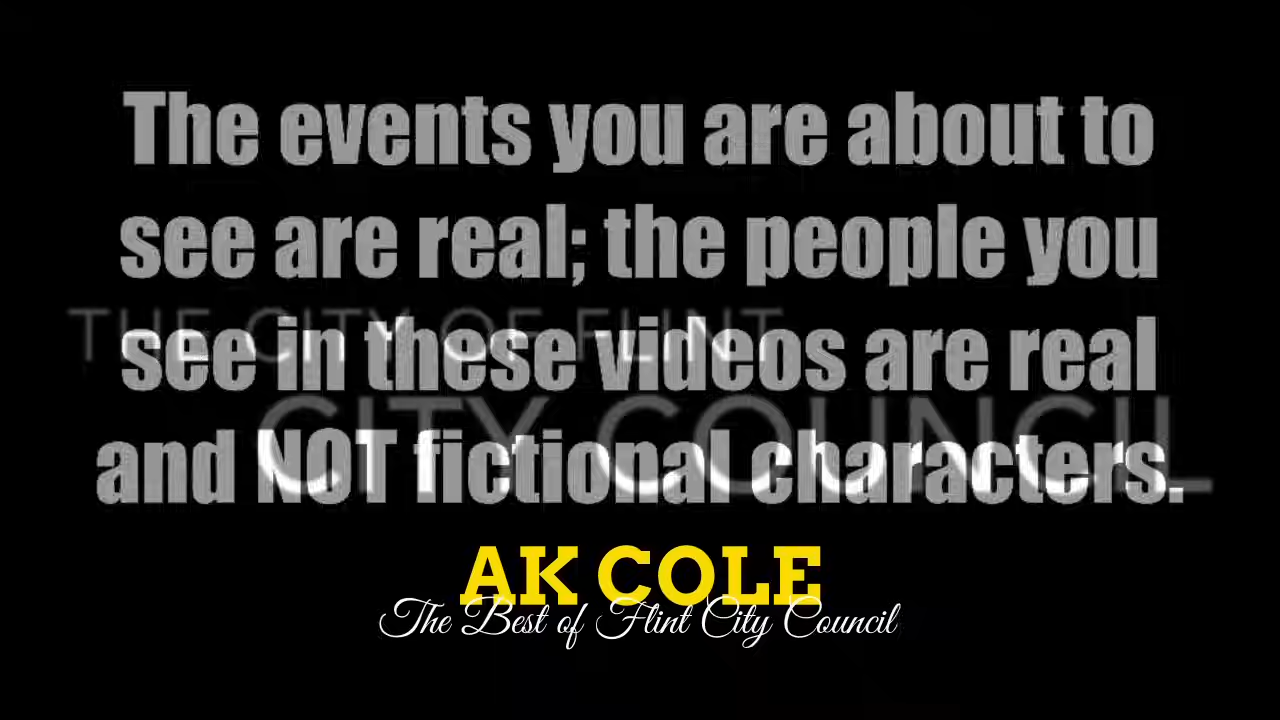 The events you are about to
see are real; the people you
THE CITY OF FLINT
see in these videos are real
CITY COUNCIL
and NOT fictional characters.
AK COLE
The Best of Flint City Council